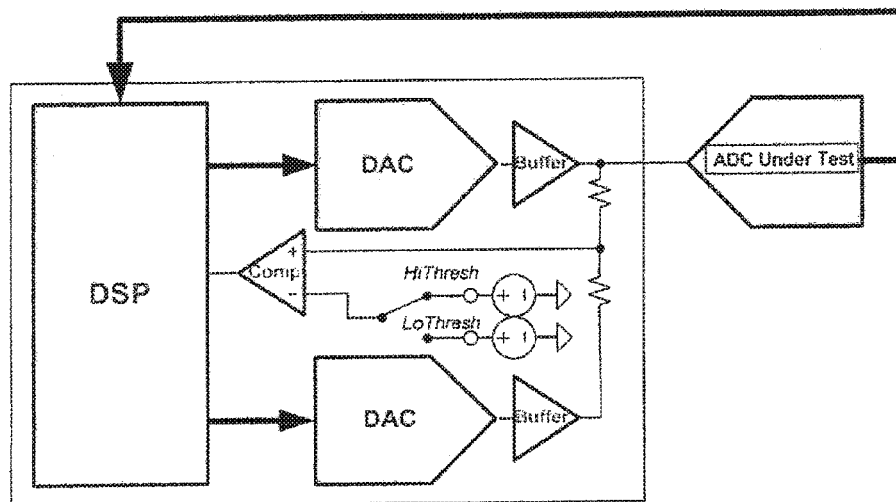 DAC
Buffer
ADC Under Test
DSP
+
Comp
-
HiThresh
+
LoThresh
+
DAC
Buffer